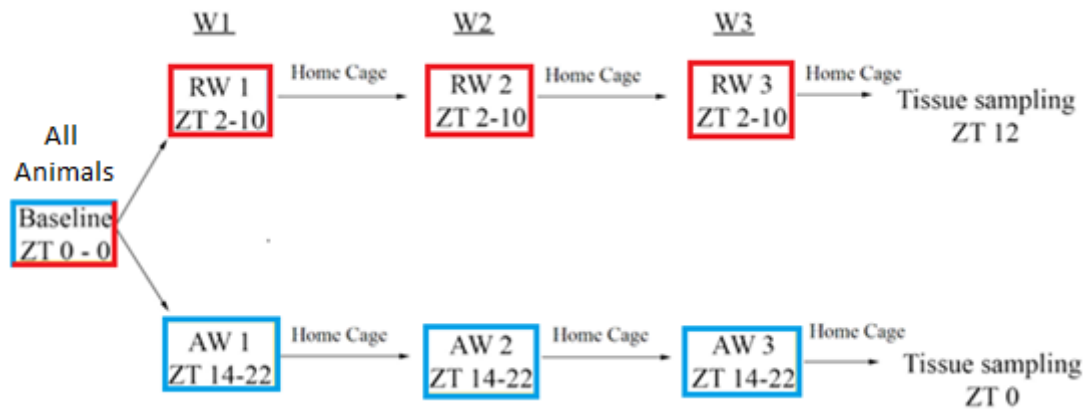 W1
W2
W3
RW 1
ZT 2-10
Home Cage
RW 2
ZT 2-10
Home Cage
RW 3
ZT 2-10
Home Cage
Tissue sampling
ZT 12
All
Animals
Baseline
ZT 0 - 0
AW 1
ZT 14-22
Home Cage
AW 2
ZT 14-22
Home Cage
AW 3
ZT 14-22
Home Cage
Tissue sampling
ZT 0